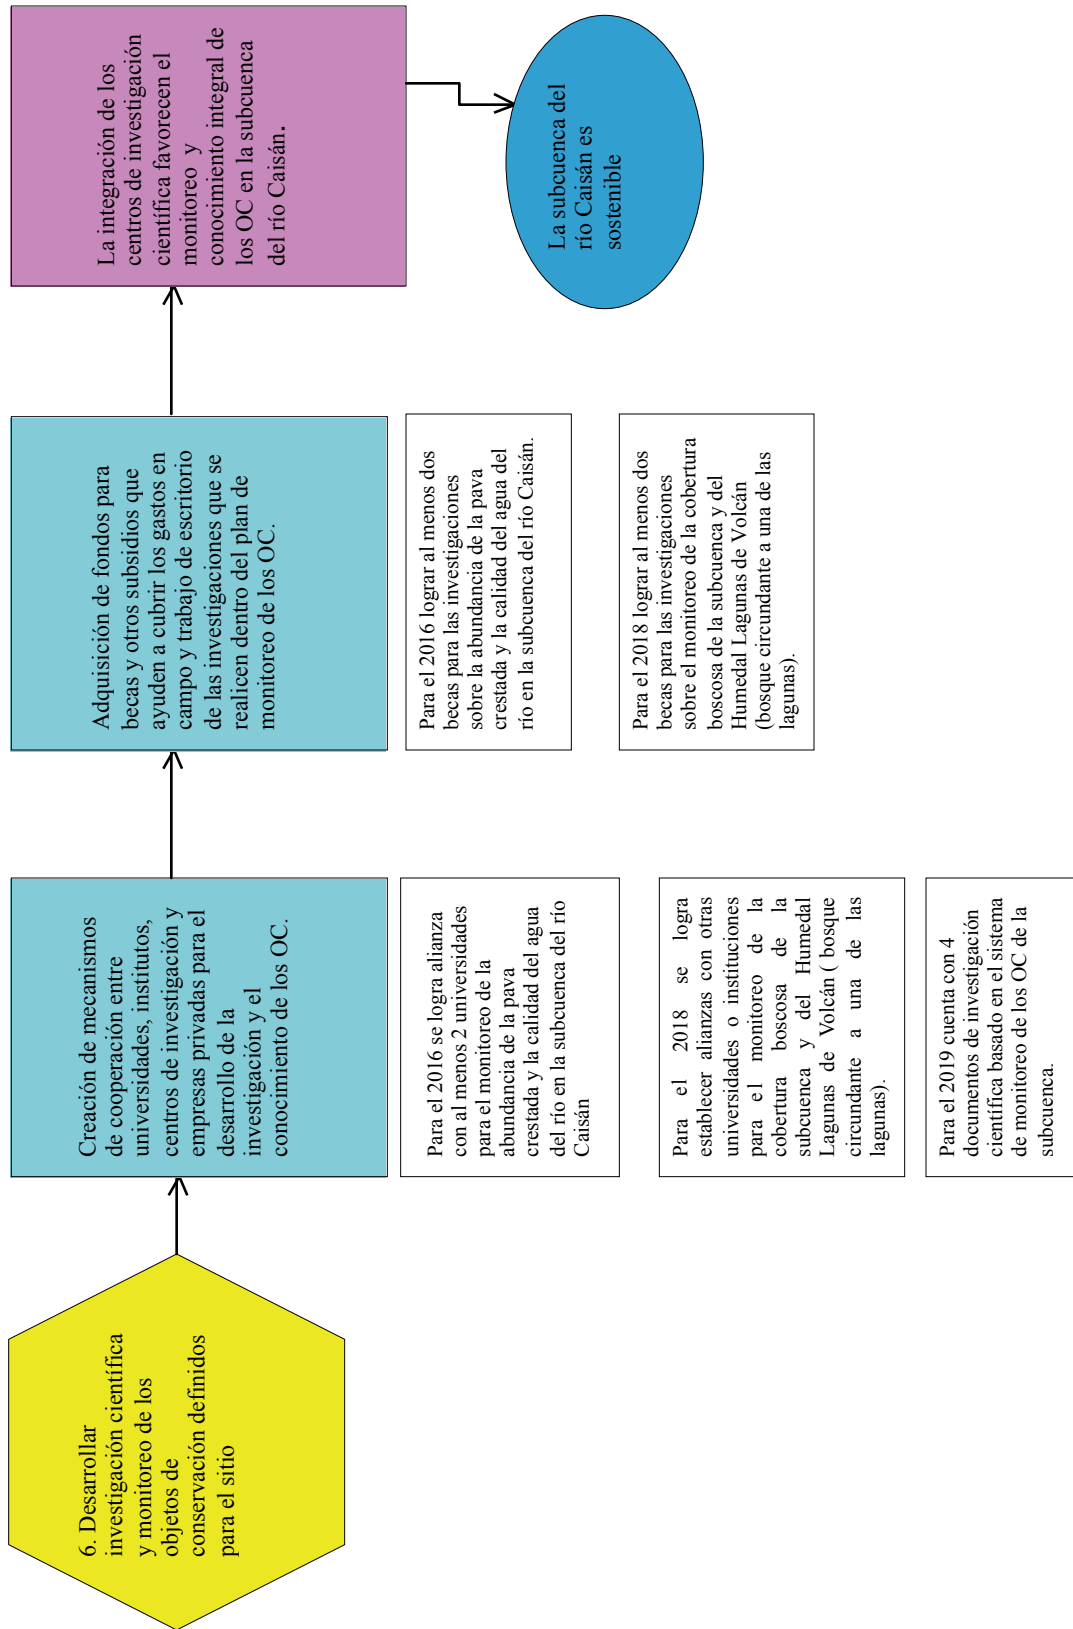 6. Desarrollar
investigación científica
y monitoreo de los
objetos de
conservación definidos
para el sitio
Creación de mecanismos
de cooperación entre
universidades, institutos,
centros de investigación y
empresas privadas para el
desarrollo de la
investigación y el
conocimiento de los OC.
Para el 2016 se logra alianza
con al menos 2 universidades
para el monitoreo de la
abundancia de la pava
crestada y la calidad del agua
del río en la subcuenca del río
Caisán
Para el 2018 se logra
establecer alianzas con otras
universidades o instituciones
para el monitoreo de la
cobertura boscosa de la
subcuenca y del Humedal
Lagunas de Volcán ( bosque
circundante a una de las
lagunas).
Para el 2019 cuenta con 4
documentos de investigación
científica basado en el sistema
de monitoreo de los OC de la
subcuenca.
Adquisición de fondos para
becas y otros subsidios que
ayuden a cubrir los gastos en
campo y trabajo de escritorio
de las investigaciones que se
realicen dentro del plan de
monitoreo de los OC.
Para el 2016 lograr al menos dos
becas para las investigaciones
sobre la abundancia de la pava
crestada y la calidad del agua del
río en la subcuenca del río Caisán.
Para el 2018 lograr al menos dos
becas para las investigaciones
sobre el monitoreo de la cobertura
boscosa de la subcuenca y del
Humedal Lagunas de Volcán
(bosque circundante a una de las
lagunas).
La integración de los
centros de investigación
científica favorecen el
monitoreo y
conocimiento integral de
los OC en la subcuenca
del río Caisán.
La subcuenca del
río Caisán es
sostenible